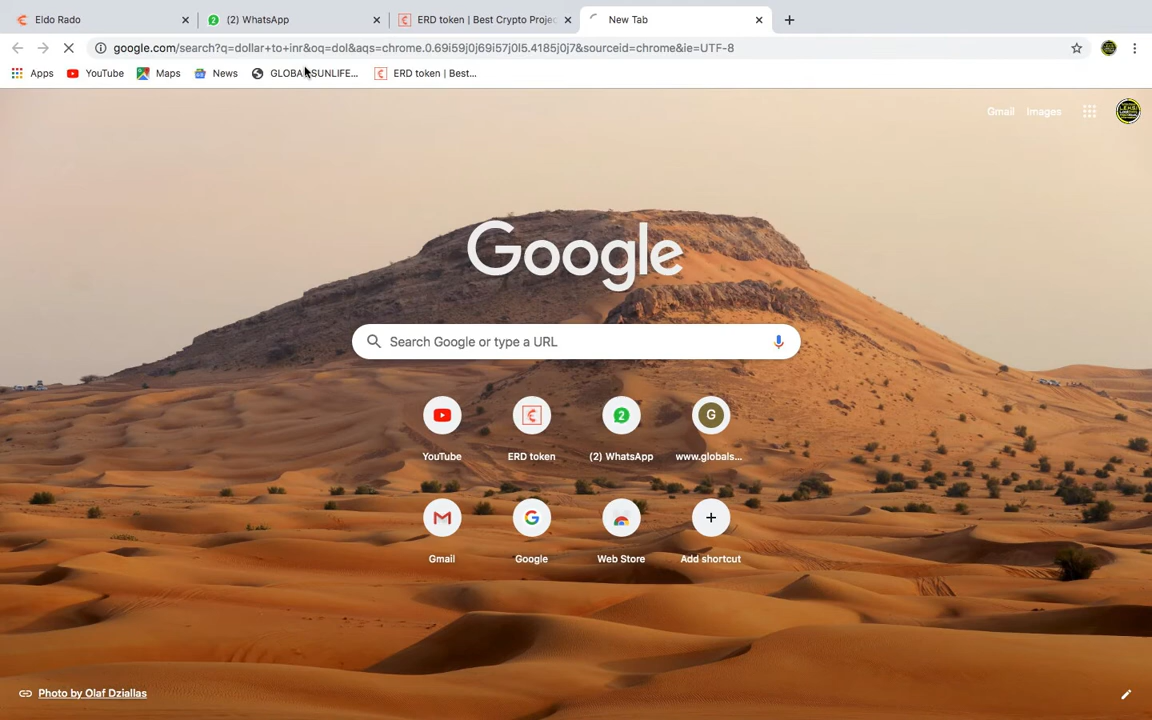 Eldo Rado
(2) WhatsApp
ERD token | Best Crypto Projec
New Tab
google.com/search?q=dollar+to+inr&oq=dol&aqs=chrome.0.69i59j0j69i57j0l5.4185j0j7&sourceid=chrome&ie=UTF-8
Apps
YouTube
Maps
News
GLOBAL SUNLIFE...
ERD token | Best...
Gmail
Images
Google
Search Google or type a URL
YouTube
ERD token
(2) WhatsApp
www.globals...
Gmail
Google
Web Store
Add shortcut
Photo by Olaf Dziallas